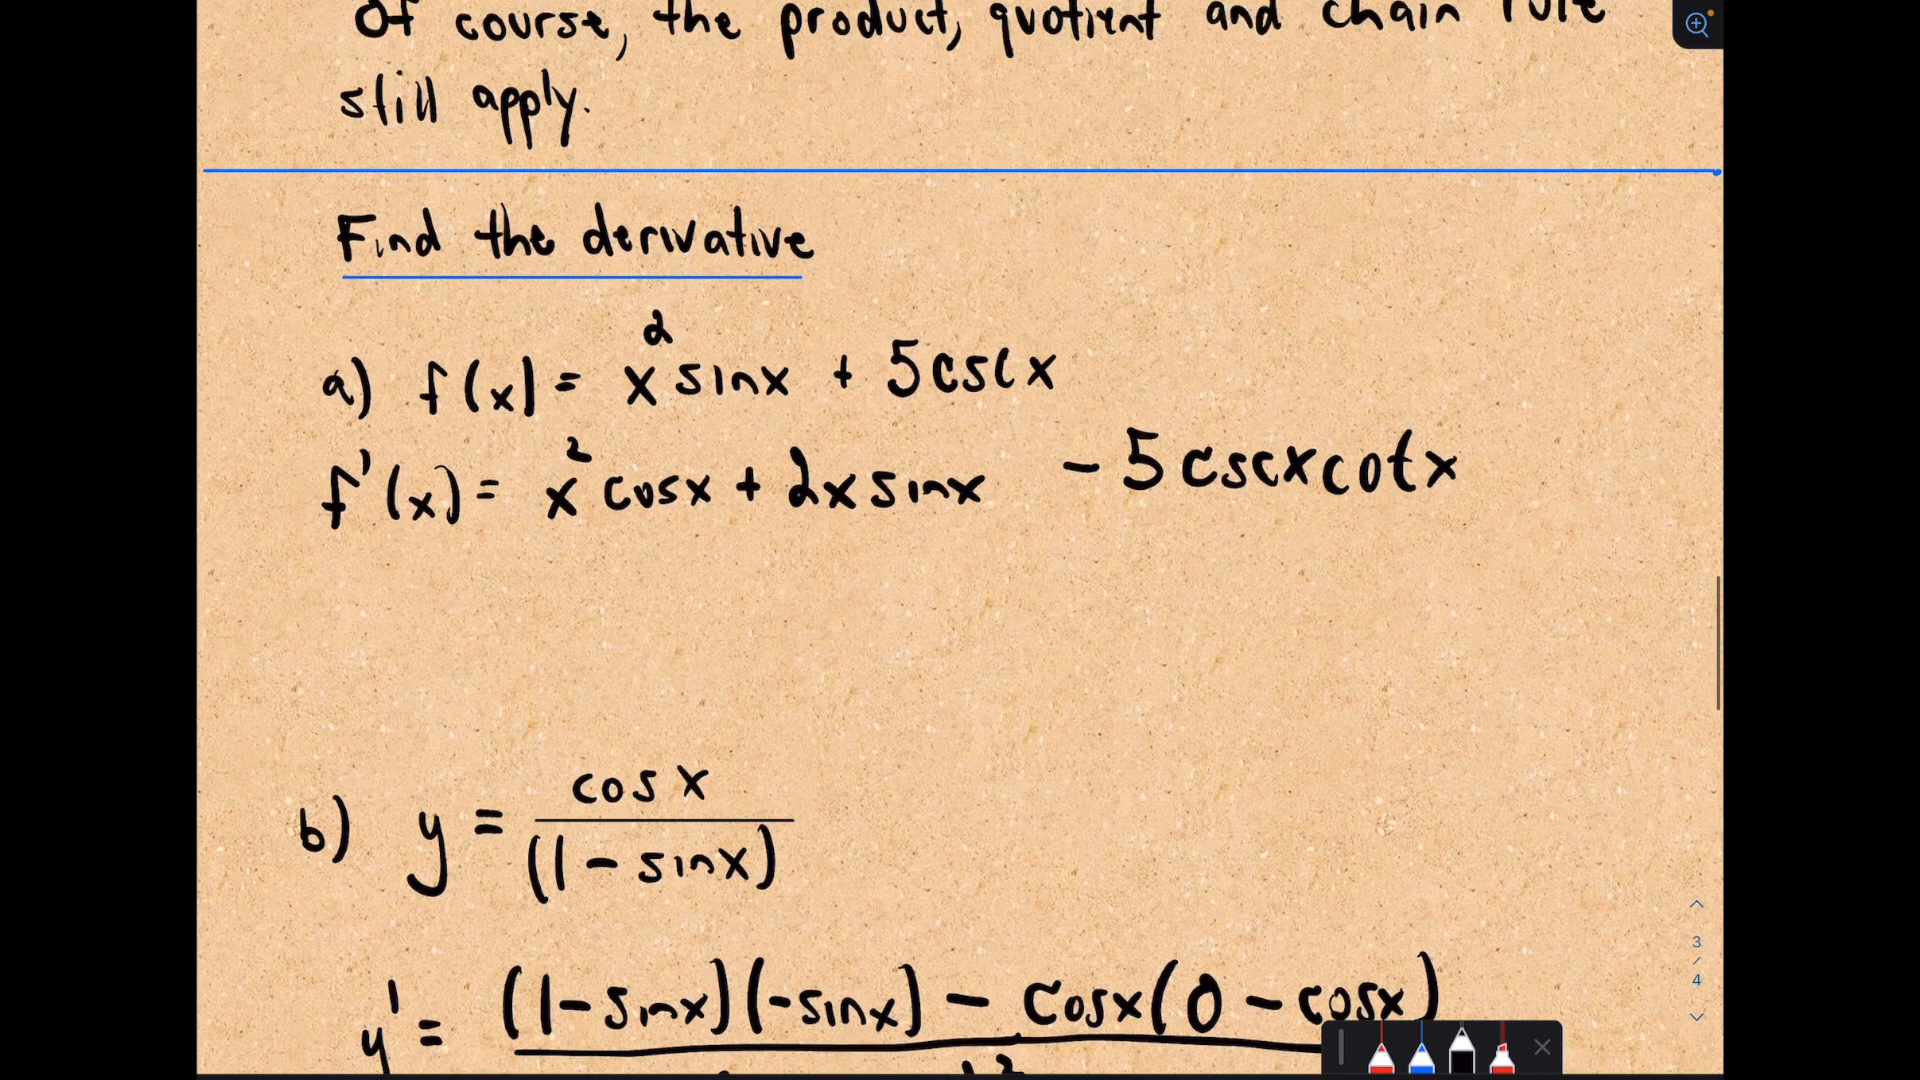 Of course, the product, quotient and chain rule
still apply.
Find the derivative
a) f(x) = x² sinx + 5cscx
f'(x) = x² cosx + 2x sinx - 5cscxcotx
b) y = cos x / (1 - sinx)
y' = (1-sinx)(-sinx) - cosx(0 - cosx)
3
/
4